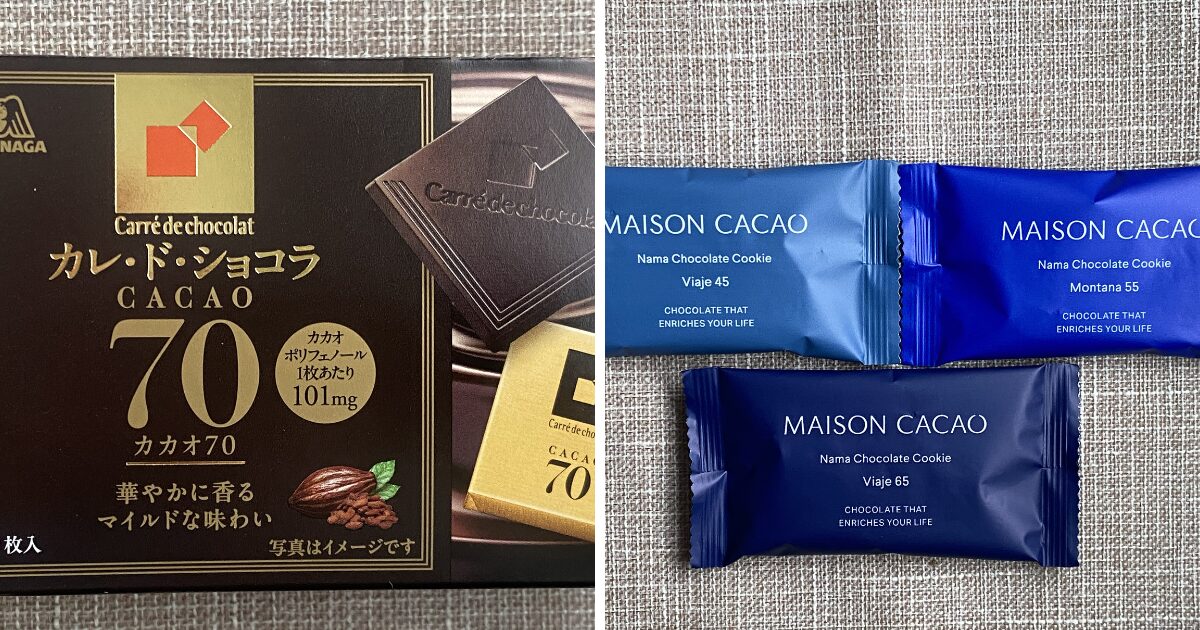 NAGA
Carré de chocolat
カレ・ド・ショコラ
CACAO
70
カカオ70
華やかに香る
マイルドな味わい
カカオ
ポリフェノール
1枚あたり
101mg
枚入
写真はイメージです
Carré de chocola
Carré de cho
CACA
70
MAISON CACAO
Nama Chocolate Cookie
Viaje 45
CHOCOLATE THAT
ENRICHES YOUR LIFE
MAISON CACAO
Nama Chocolate Cookie
Montana 55
CHOCOLATE THAT
ENRICHES YOUR LIFE
MAISON CACAO
Nama Chocolate Cookie
Viaje 65
CHOCOLATE THAT
ENRICHES YOUR LIFE